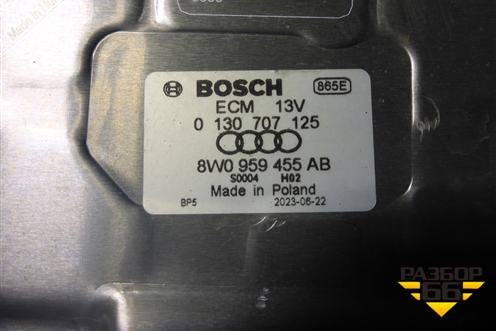 BOSCH 865E
ECM 13V
0 130 707 125
8W0 959 455 AB
S0004 H02
Made in Poland
BP5 2023-06-22
РАЗБОР
66